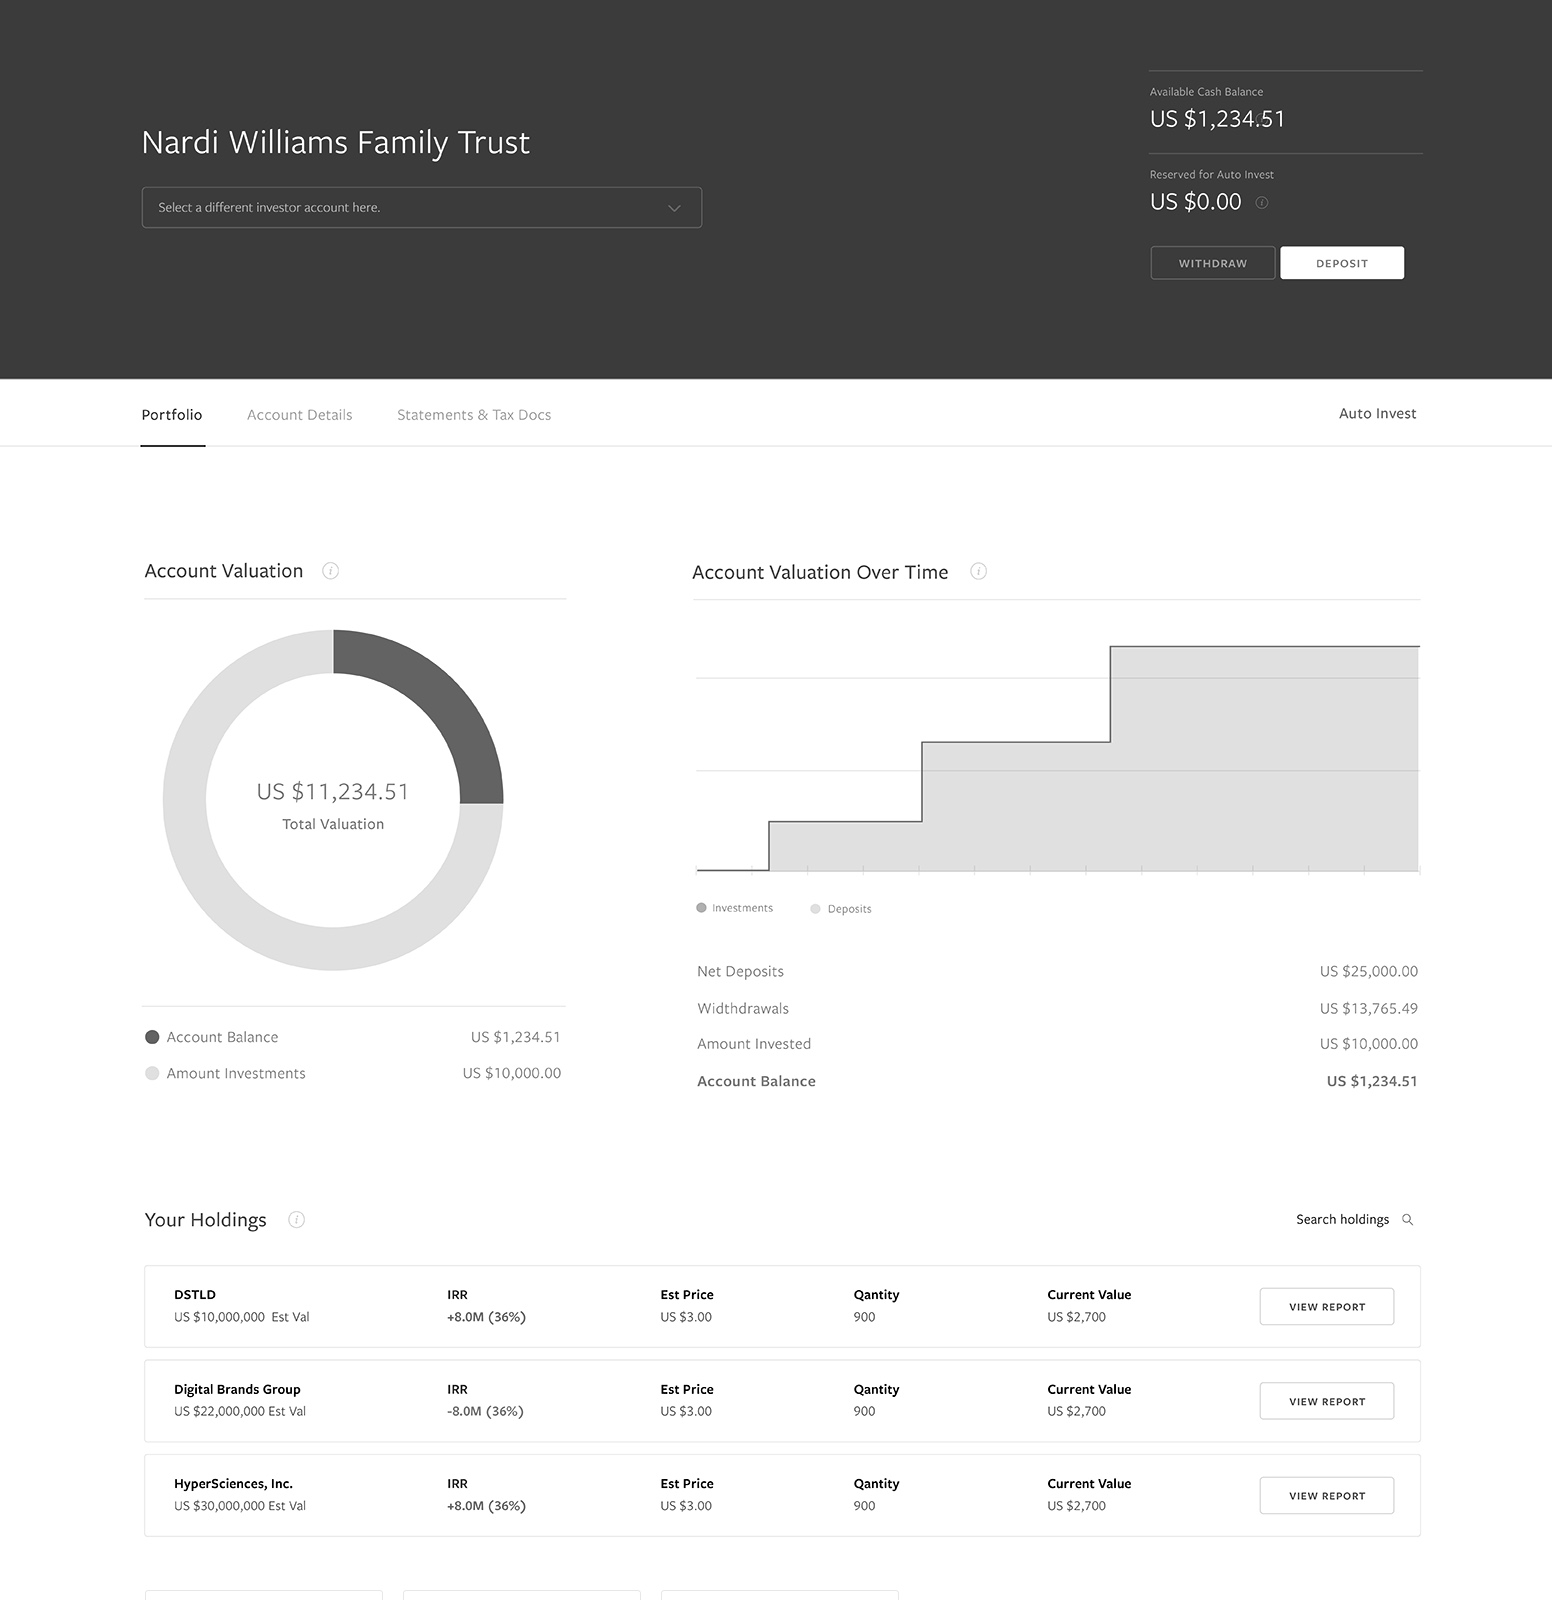 Nardi Williams Family Trust
Select a different investor account here.
Available Cash Balance
US $1,234.51
Reserved for Auto Invest
US $0.00 i
WITHDRAW DEPOSIT
Portfolio Account Details Statements & Tax Docs Auto Invest
Account Valuation i
US $11,234.51
Total Valuation
Account Balance US $1,234.51
Amount Investments US $10,000.00
Account Valuation Over Time i
Investments Deposits
Net Deposits US $25,000.00
Widthdrawals US $13,765.49
Amount Invested US $10,000.00
Account Balance US $1,234.51
Your Holdings i Search holdings
DSTLD IRR Est Price Qantity Current Value
US $10,000,000 Est Val +8.0M (36%) US $3.00 900 US $2,700
VIEW REPORT
Digital Brands Group IRR Est Price Qantity Current Value
US $22,000,000 Est Val -8.0M (36%) US $3.00 900 US $2,700
VIEW REPORT
HyperSciences, Inc. IRR Est Price Qantity Current Value
US $30,000,000 Est Val +8.0M (36%) US $3.00 900 US $2,700
VIEW REPORT